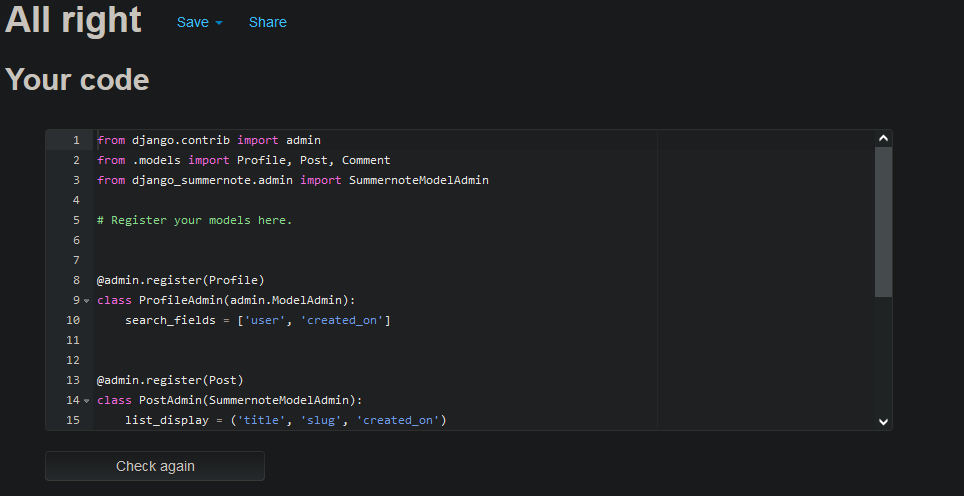 All right Save Share
Your code
1 from django.contrib import admin
2 from .models import Profile, Post, Comment
3 from django_summernote.admin import SummernoteModelAdmin
4
5 # Register your models here.
6
7
8 @admin.register(Profile)
9 class ProfileAdmin(admin.ModelAdmin):
10     search_fields = ['user', 'created_on']
11
12
13 @admin.register(Post)
14 class PostAdmin(SummernoteModelAdmin):
15     list_display = ('title', 'slug', 'created_on')
Check again